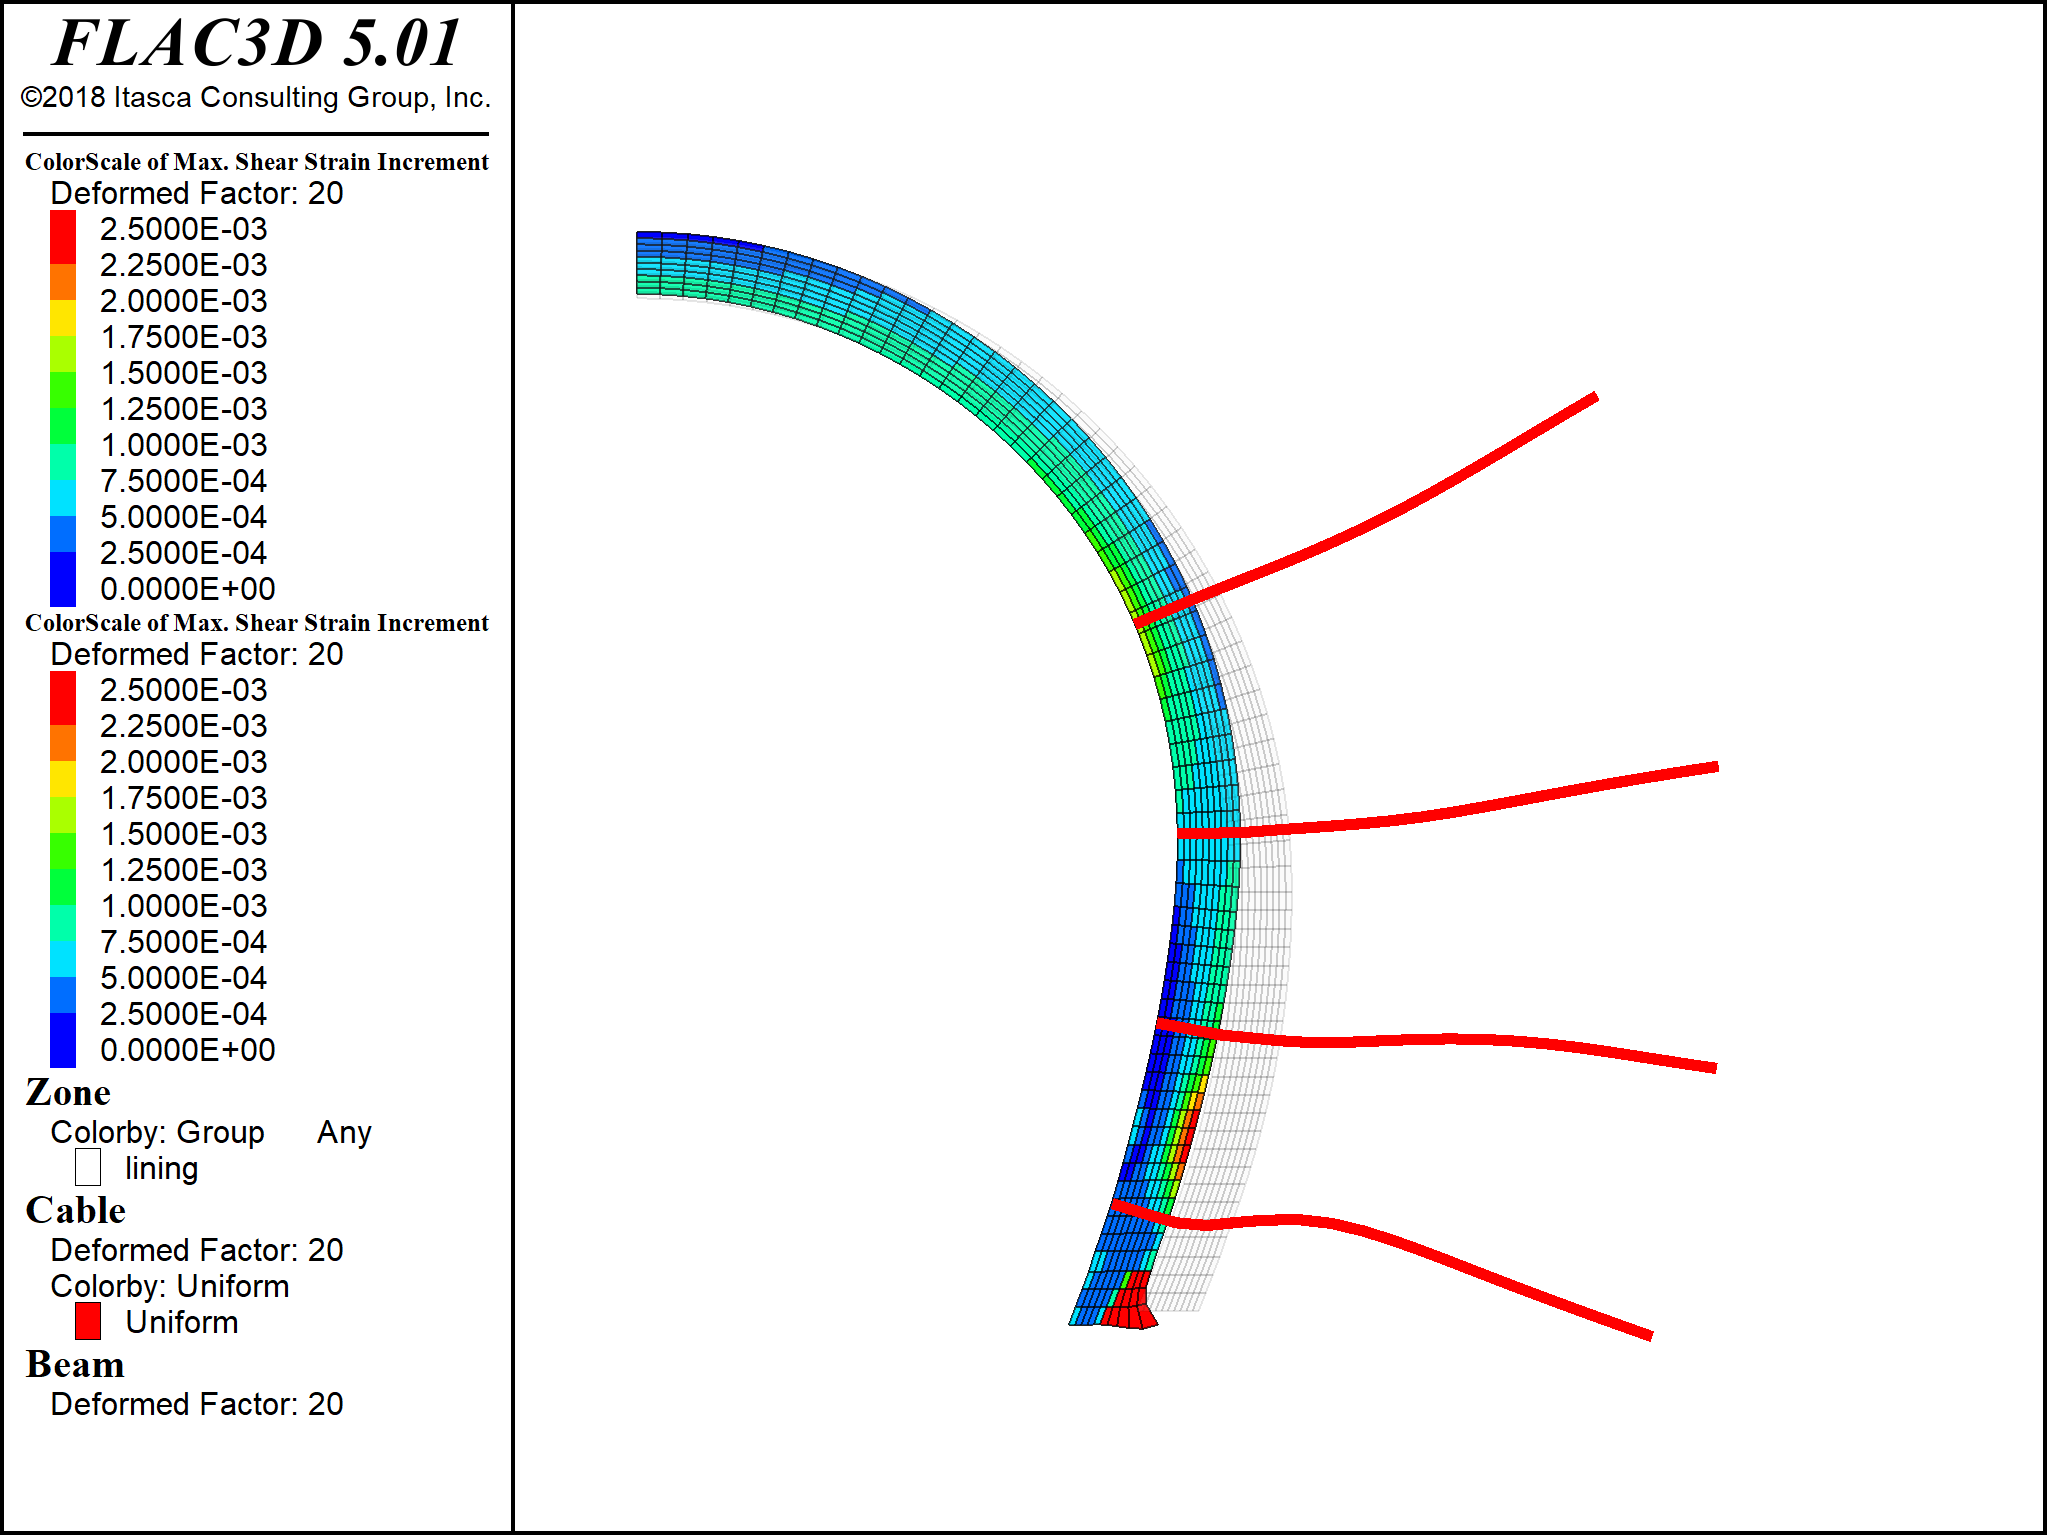 FLAC3D 5.01
©2018 Itasca Consulting Group, Inc.
ColorScale of Max. Shear Strain Increment
Deformed Factor: 20
2.5000E-03
2.2500E-03
2.0000E-03
1.7500E-03
1.5000E-03
1.2500E-03
1.0000E-03
7.5000E-04
5.0000E-04
2.5000E-04
0.0000E+00
ColorScale of Max. Shear Strain Increment
Deformed Factor: 20
2.5000E-03
2.2500E-03
2.0000E-03
1.7500E-03
1.5000E-03
1.2500E-03
1.0000E-03
7.5000E-04
5.0000E-04
2.5000E-04
0.0000E+00
Zone
Colorby: Group Any
lining
Cable
Deformed Factor: 20
Colorby: Uniform
Uniform
Beam
Deformed Factor: 20